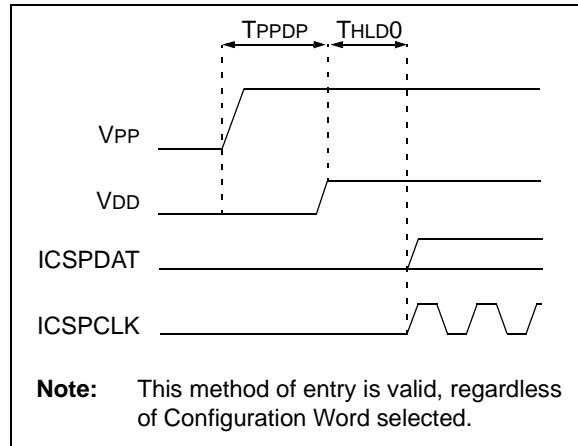 TPPDP THLD0
VPP
VDD
ICSPDAT
ICSPCLK
Note: This method of entry is valid, regardless
of Configuration Word selected.